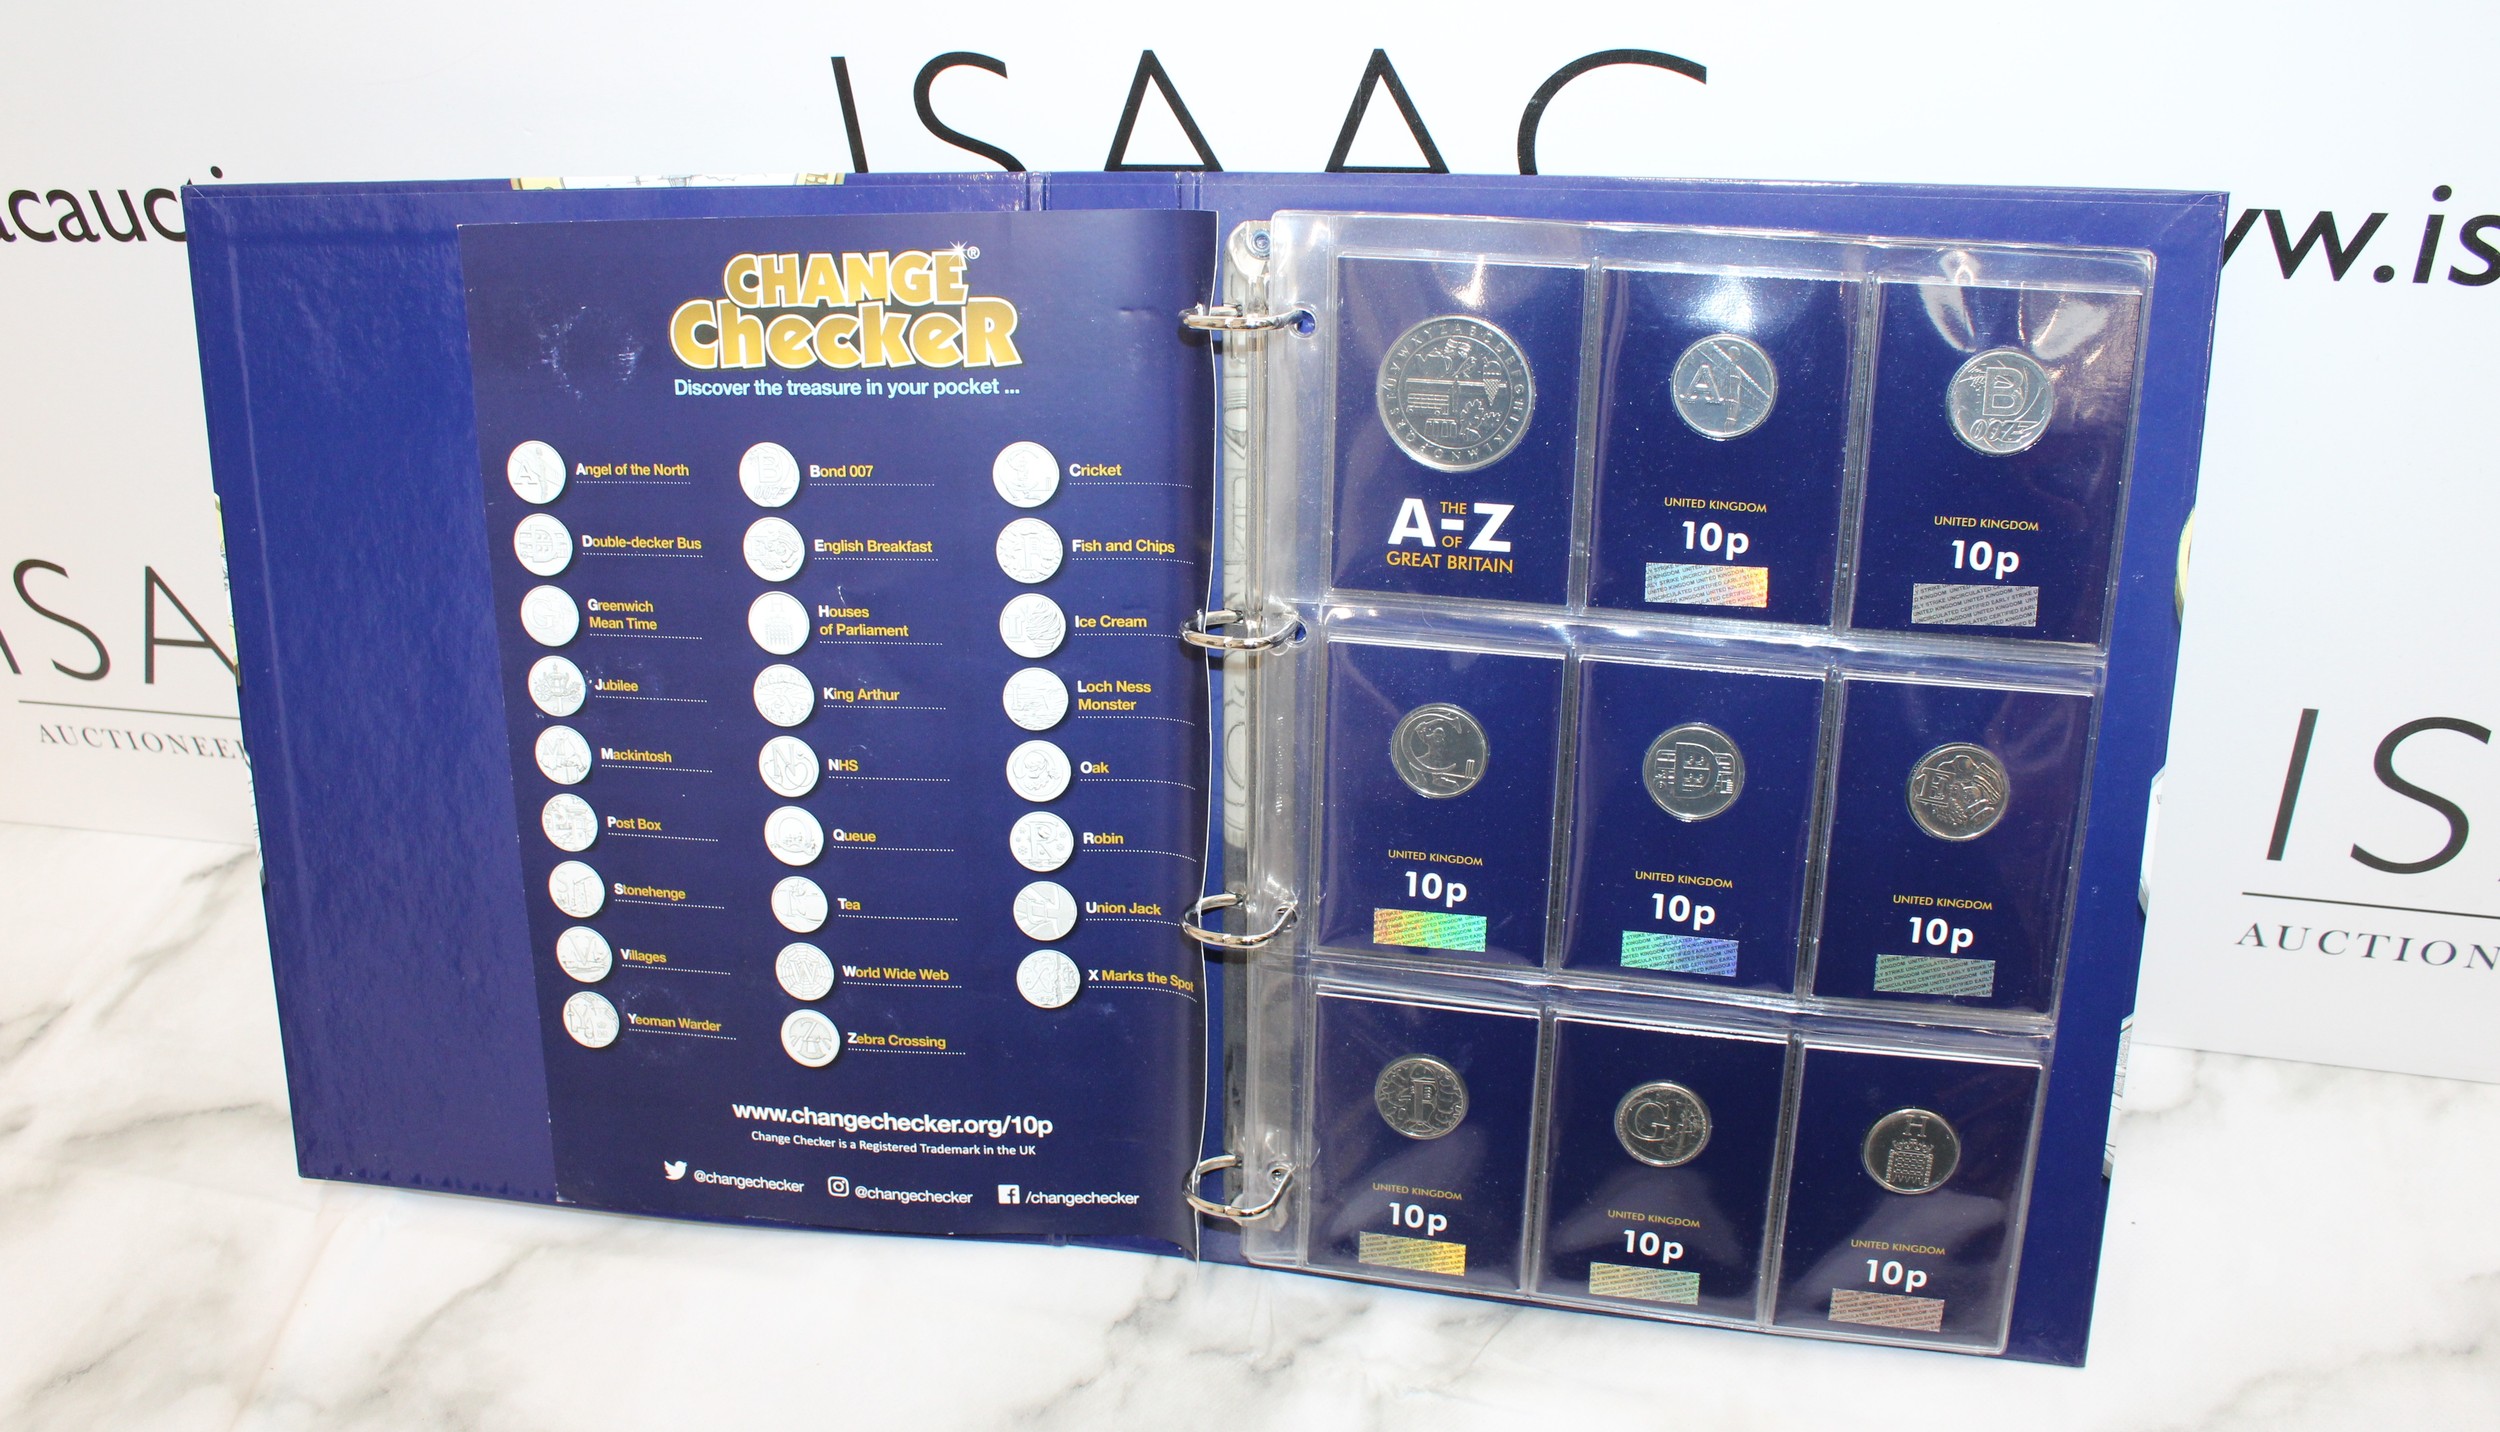 ISAAC
acaucti
www.is
ISA
AUCTIONEE
IS
AUCTION
CHANGE
CHecKeR®
Discover the treasure in your pocket ...
Angel of the North
Bond 007
Cricket
Double-decker Bus
English Breakfast
Fish and Chips
Greenwich
Mean Time
Houses
of Parliament
Ice Cream
Jubilee
King Arthur
Loch Ness
Monster
Mackintosh
NHS
Oak
Post Box
Queue
Robin
Stonehenge
Tea
Union Jack
Villages
World Wide Web
X Marks the Spot
Yeoman Warder
Zebra Crossing
www.changechecker.org/10p
Change Checker is a Registered Trademark in the UK
@changechecker
@changechecker
/changechecker
THE
A-Z
OF
GREAT BRITAIN
A
UNITED KINGDOM
10p
B
007
UNITED KINGDOM
10p
C
UNITED KINGDOM
10p
D
UNITED KINGDOM
10p
E
UNITED KINGDOM
10p
F
UNITED KINGDOM
10p
G
UNITED KINGDOM
10p
H
UNITED KINGDOM
10p